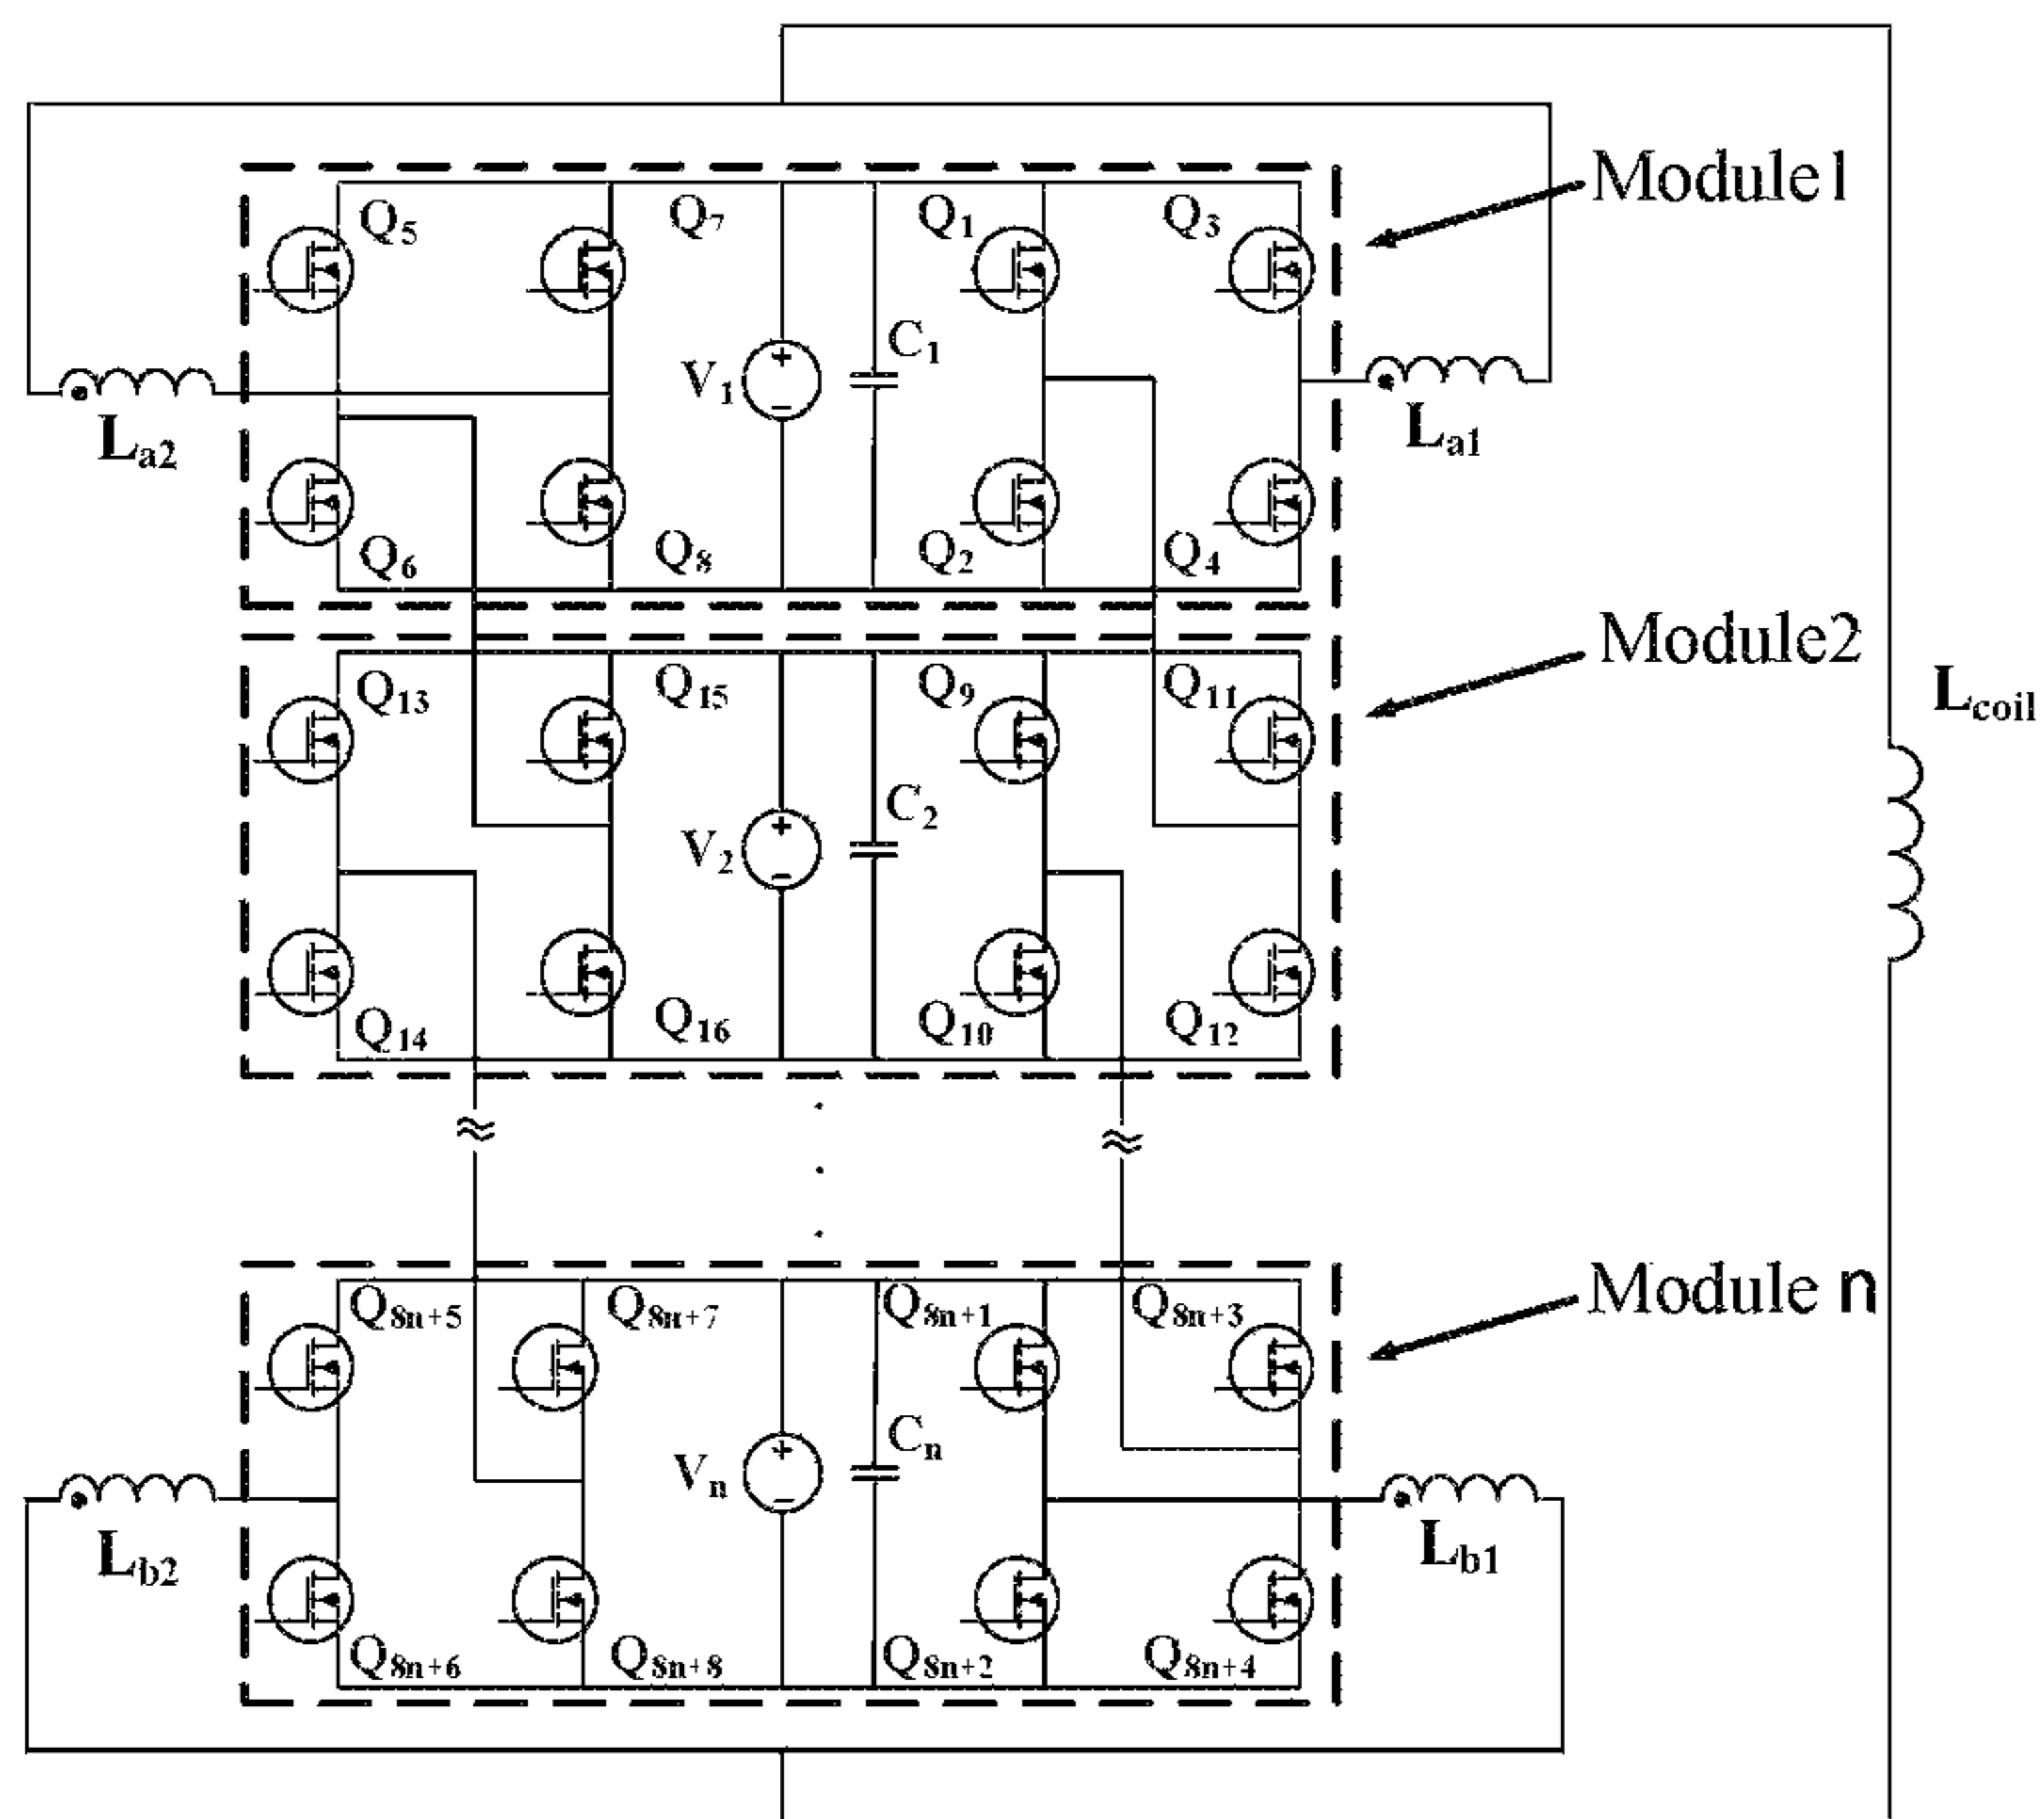 Module1
Q5
Q7
Q1
Q3
V1
+
−
C1
La2
La1
Q6
Q8
Q2
Q4
Module2
Q13
Q15
Q9
Q11
Lcoil
V2
+
−
C2
Q14
Q16
Q10
Q12
Module n
Q8n+5
Q8n+7
Q8n+1
Q8n+3
Vn
+
−
Cn
Lb2
Lb1
Q8n+6
Q8n+8
Q8n+2
Q8n+4